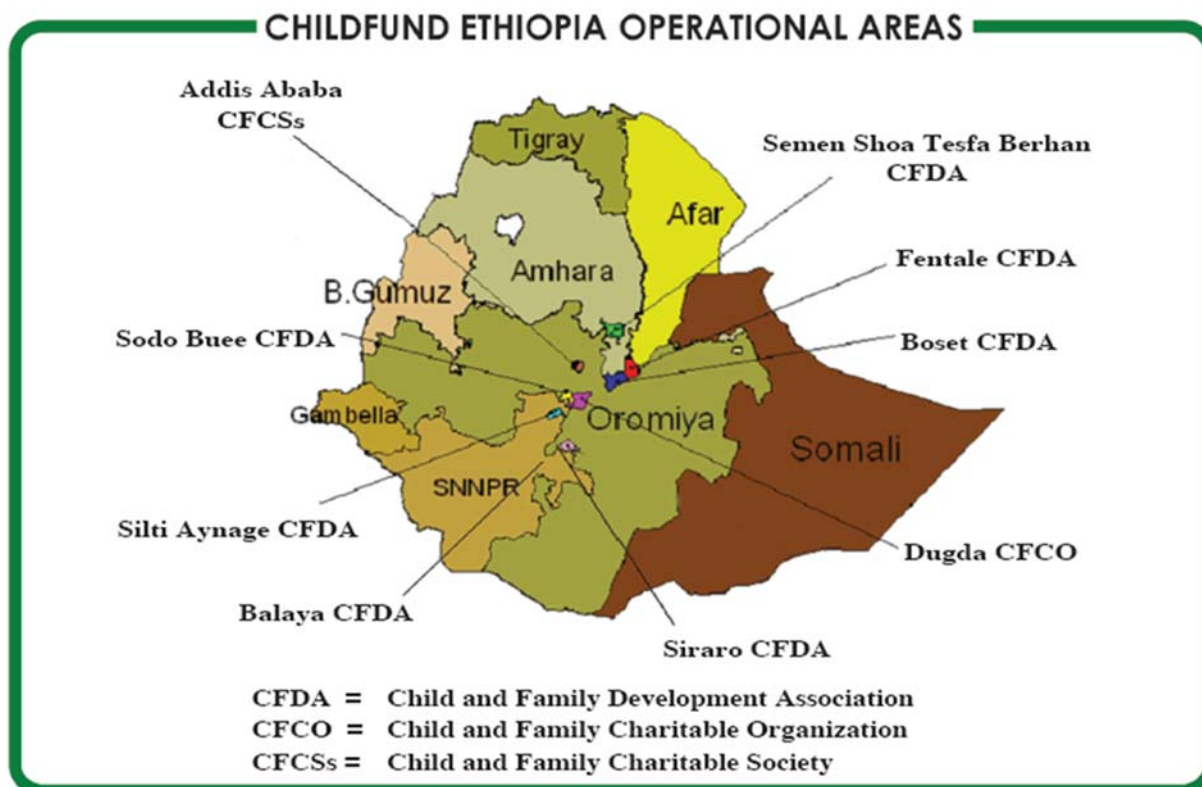 CHILDFUND ETHIOPIA OPERATIONAL AREAS
Addis Ababa
CFCSs
Semen Shoa Tesfa Berhan
CFDA
Tigray
Afar
Amhara
Fentale CFDA
B.Gumuz
Sodo Buee CFDA
Boset CFDA
Gambella
Oromiya
Somali
SNNPR
Silti Aynage CFDA
Dugda CFCO
Balaya CFDA
Siraro CFDA
CFDA = Child and Family Development Association
CFCO = Child and Family Charitable Organization
CFCSs = Child and Family Charitable Society